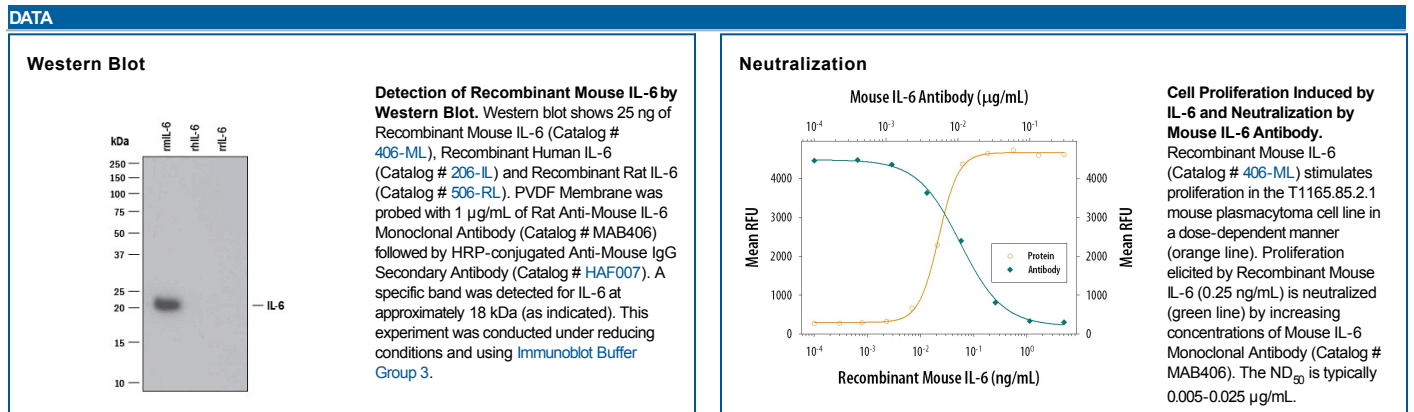 DATA
Western Blot
kDa
rmIL-6
rhIL-6
rrIL-6
250
150
100
75
50
37
25
20
15
10
IL-6
Detection of Recombinant Mouse IL-6 by
Western Blot. Western blot shows 25 ng of
Recombinant Mouse IL-6 (Catalog #
406-ML), Recombinant Human IL-6
(Catalog # 206-IL) and Recombinant Rat IL-6
(Catalog # 506-RL). PVDF Membrane was
probed with 1 µg/mL of Rat Anti-Mouse IL-6
Monoclonal Antibody (Catalog # MAB406)
followed by HRP-conjugated Anti-Mouse IgG
Secondary Antibody (Catalog # HAF007). A
specific band was detected for IL-6 at
approximately 18 kDa (as indicated). This
experiment was conducted under reducing
conditions and using Immunoblot Buffer
Group 3.
Neutralization
Mouse IL-6 Antibody (µg/mL)
10⁻⁴ 10⁻³ 10⁻² 10⁻¹
Mean RFU
4000
3000
2000
1000
0
Protein
Antibody
4000
3000
2000
1000
0
Mean RFU
10⁻⁴ 10⁻³ 10⁻² 10⁻¹ 10⁰
Recombinant Mouse IL-6 (ng/mL)
Cell Proliferation Induced by
IL-6 and Neutralization by
Mouse IL-6 Antibody.
Recombinant Mouse IL-6
(Catalog # 406-ML) stimulates
proliferation in the T1165.85.2.1
mouse plasmacytoma cell line in
a dose-dependent manner
(orange line). Proliferation
elicited by Recombinant Mouse
IL-6 (0.25 ng/mL) is neutralized
(green line) by increasing
concentrations of Mouse IL-6
Monoclonal Antibody (Catalog #
MAB406). The ND₅₀ is typically
0.005-0.025 µg/mL.